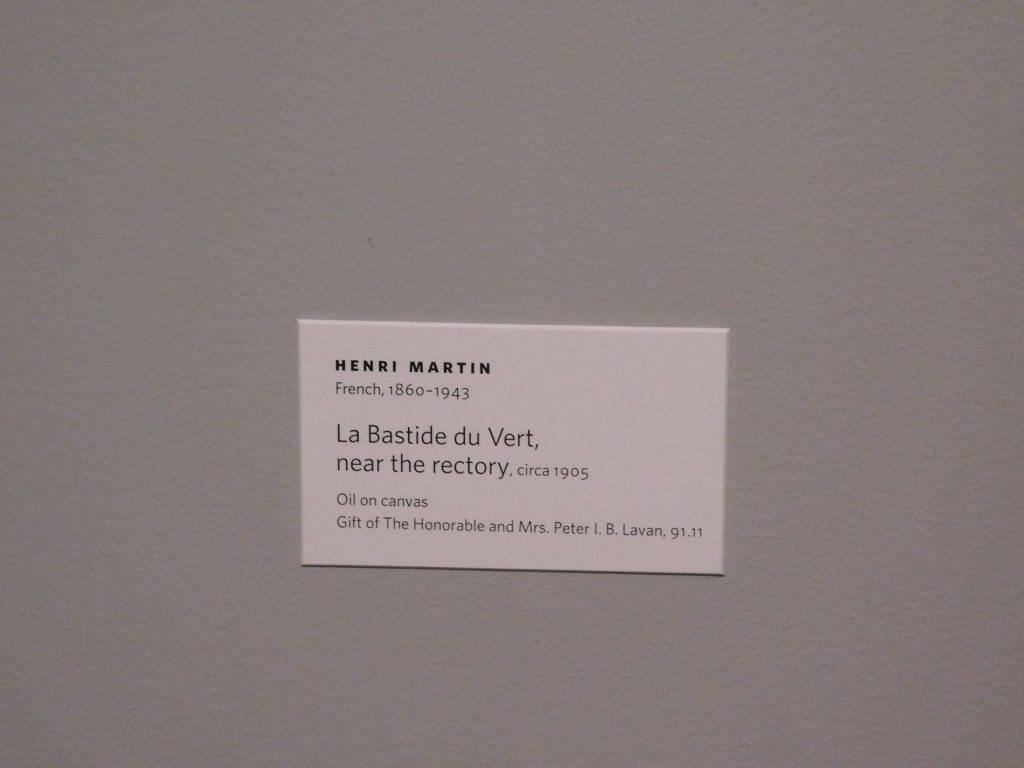 HENRI MARTIN
French, 1860–1943
La Bastide du Vert,
near the rectory, circa 1905
Oil on canvas
Gift of The Honorable and Mrs. Peter I. B. Lavan, 91.11